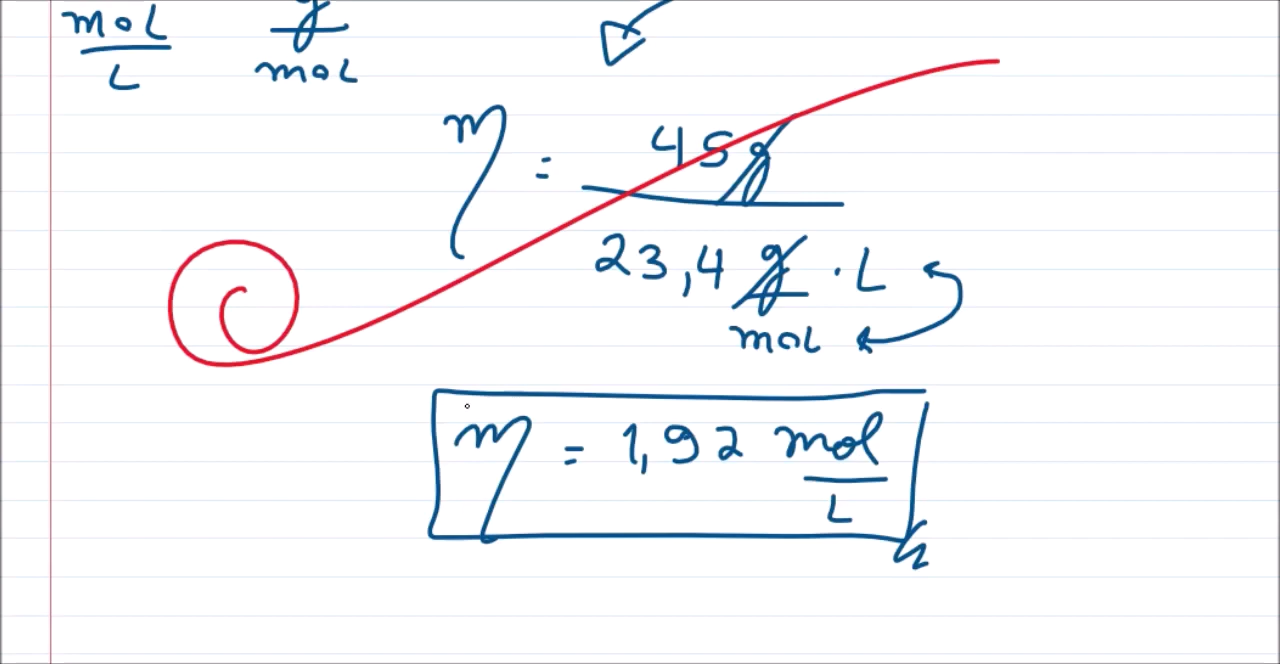 mol g
L mol
m = 45 g
23,4 g · L
mol
m = 1,92 mol
L